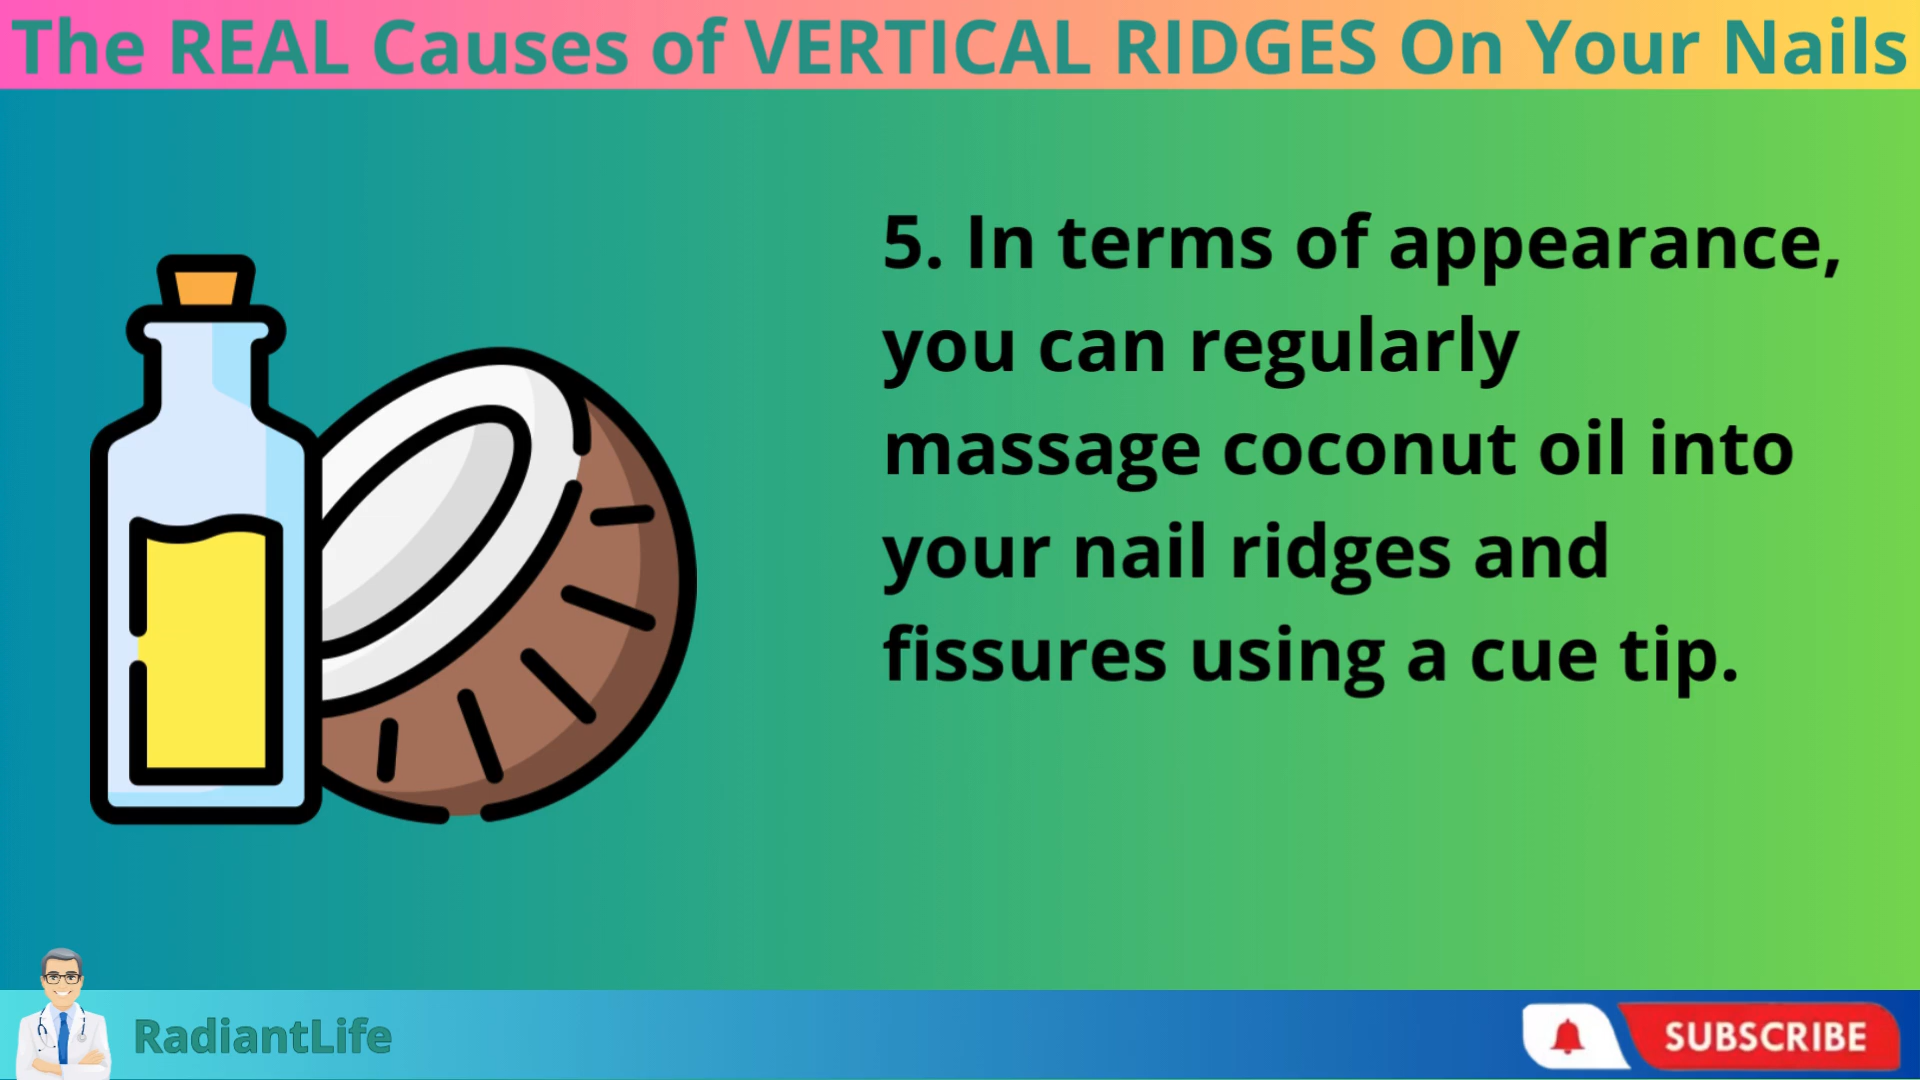 The REAL Causes of VERTICAL RIDGES On Your Nails
5. In terms of appearance,
you can regularly
massage coconut oil into
your nail ridges and
fissures using a cue tip.
RadiantLife
SUBSCRIBE